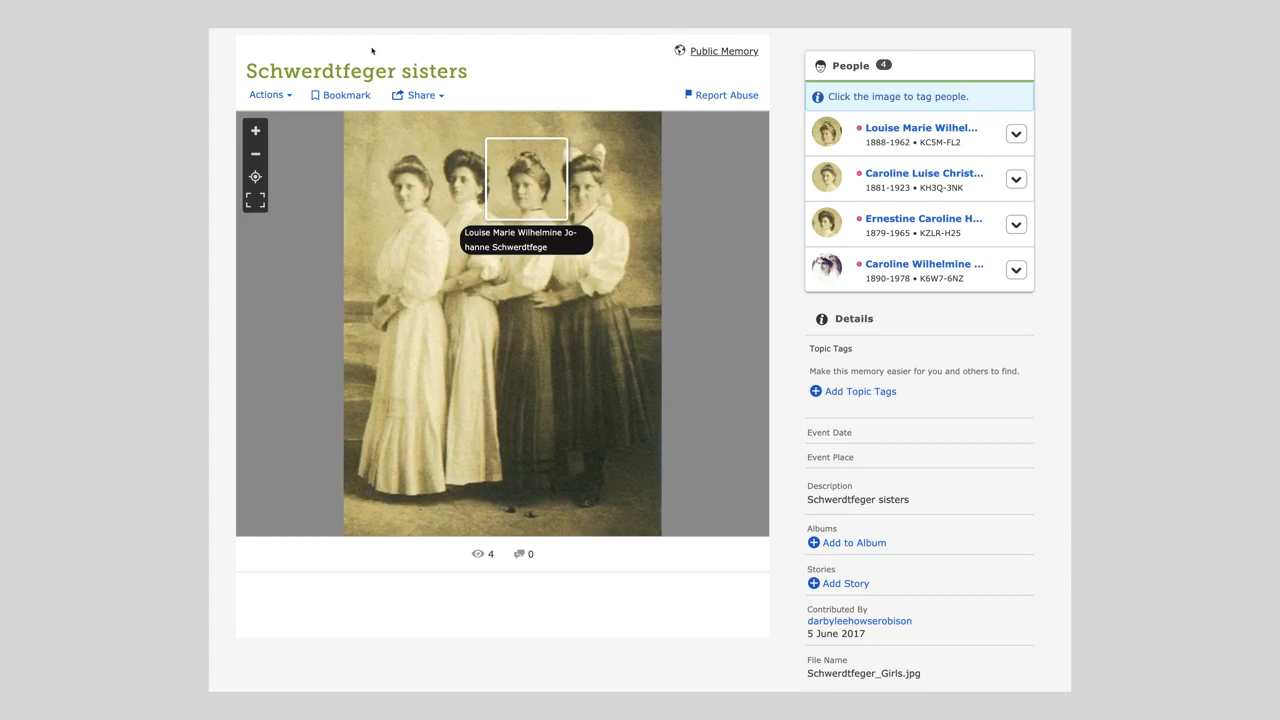 Public Memory
Schwerdtfeger sisters
Actions
Bookmark
Share
Report Abuse
Louise Marie Wilhelmine Jo-
hanne Schwerdtfege
4
0
People 4
Click the image to tag people.
Louise Marie Wilhel...
1888-1962 • KC5M-FL2
Caroline Luise Christ...
1881-1923 • KH3Q-3NK
Ernestine Caroline H...
1879-1965 • KZLR-H25
Caroline Wilhelmine ...
1890-1978 • K6W7-6NZ
Details
Topic Tags
Make this memory easier for you and others to find.
Add Topic Tags
Event Date
Event Place
Description
Schwerdtfeger sisters
Albums
Add to Album
Stories
Add Story
Contributed By
darbyleehowserobison
5 June 2017
File Name
Schwerdtfeger_Girls.jpg